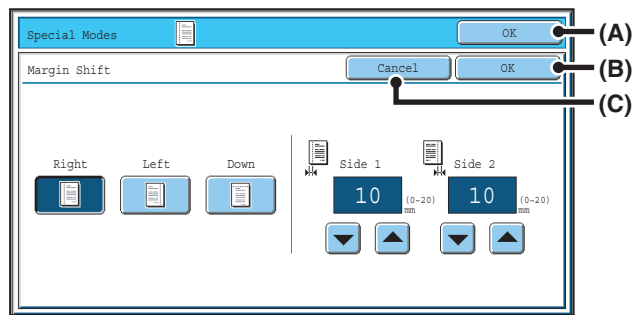 Special Modes OK (A)
Margin Shift Cancel OK (B)
(C)
Right Left Down Side 1 Side 2
10 (0~20) mm 10 (0~20) mm